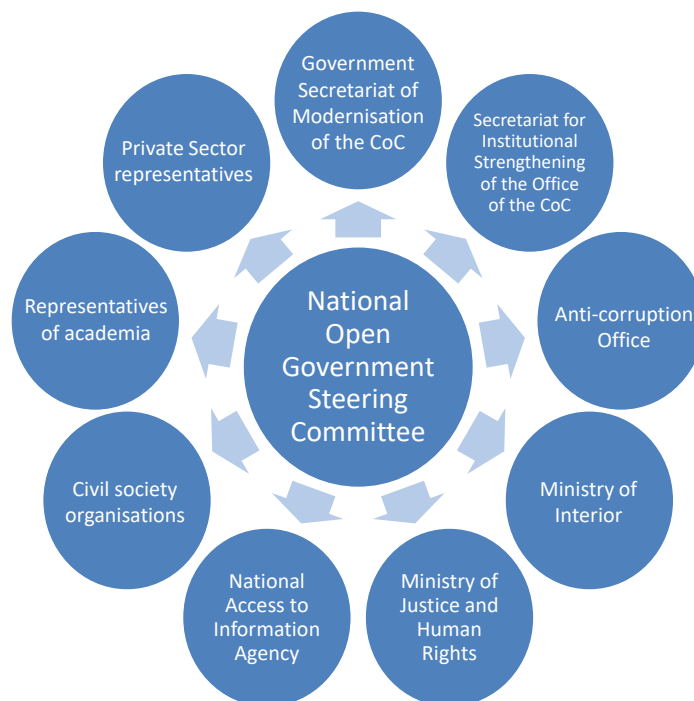 Government
Secretariat of
Modernisation
of the CoC
Secretariat for
Institutional
Strengthening
of the Office
of the CoC
Anti-corruption
Office
Ministry of
Interior
Ministry of
Justice and
Human
Rights
National
Access to
Information
Agency
Civil society
organisations
Representatives
of academia
Private Sector
representatives
National
Open
Government
Steering
Committee